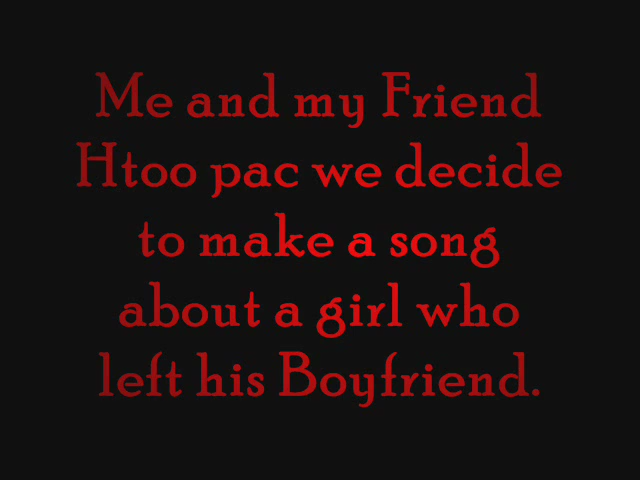 Me and my Friend
Htoo pac we decide
to make a song
about a girl who
left his Boyfriend.